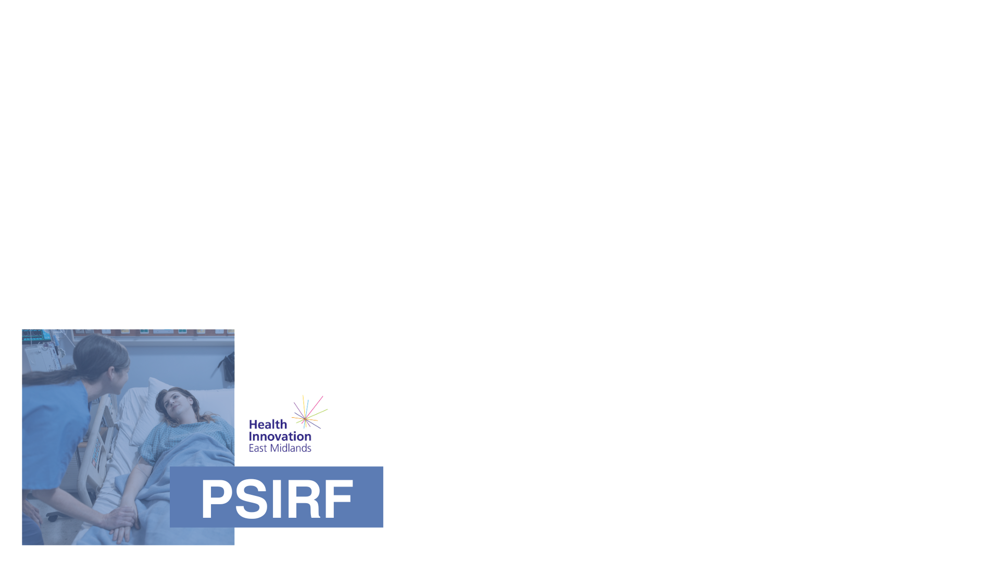 Health
Innovation
East Midlands
PSIRF